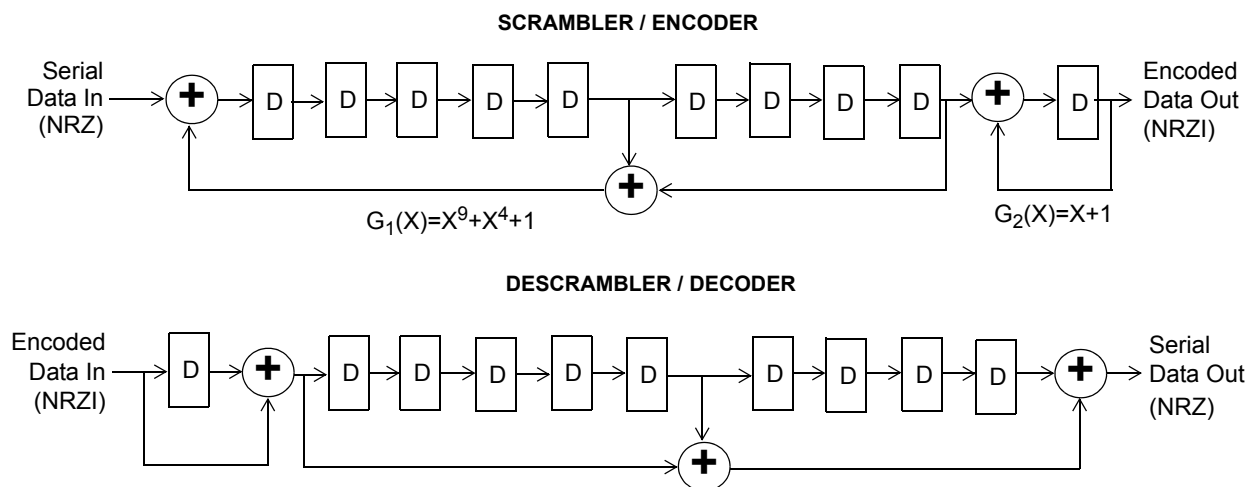 SCRAMBLER / ENCODER
Serial
Data In
(NRZ)
+
D
D
D
D
D
D
D
D
D
+
D
Encoded
Data Out
(NRZI)
+
G₁(X)=X⁹+X⁴+1
G₂(X)=X+1
DESCRAMBLER / DECODER
Encoded
Data In
(NRZI)
D
+
D
D
D
D
D
D
D
D
D
+
Serial
Data Out
(NRZ)
+